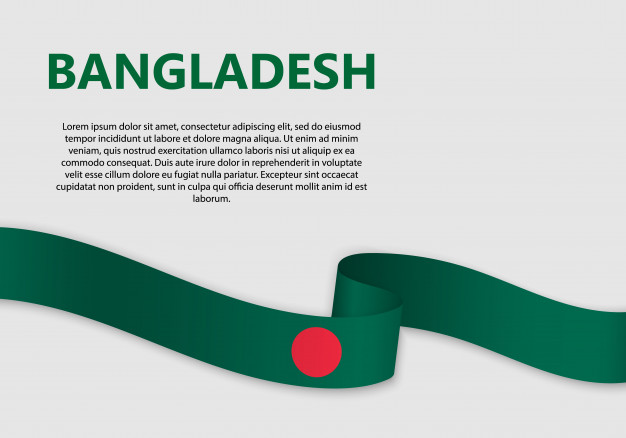 BANGLADESH
Lorem ipsum dolor sit amet, consectetur adipiscing elit, sed do eiusmod
tempor incididunt ut labore et dolore magna aliqua. Ut enim ad minim
veniam, quis nostrud exercitation ullamco laboris nisi ut aliquip ex ea
commodo consequat. Duis aute irure dolor in reprehenderit in voluptate
velit esse cillum dolore eu fugiat nulla pariatur. Excepteur sint occaecat
cupidatat non proident, sunt in culpa qui officia deserunt mollit anim id est
laborum.